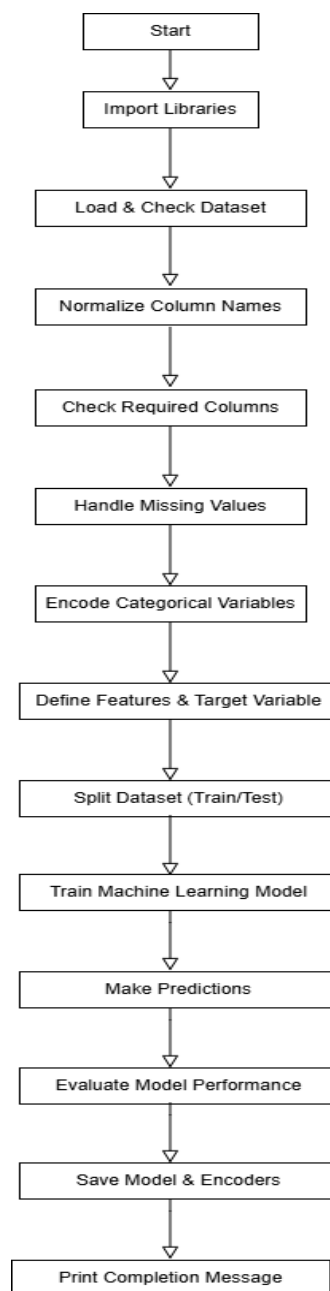 Start
Import Libraries
Load & Check Dataset
Normalize Column Names
Check Required Columns
Handle Missing Values
Encode Categorical Variables
Define Features & Target Variable
Split Dataset (Train/Test)
Train Machine Learning Model
Make Predictions
Evaluate Model Performance
Save Model & Encoders
Print Completion Message